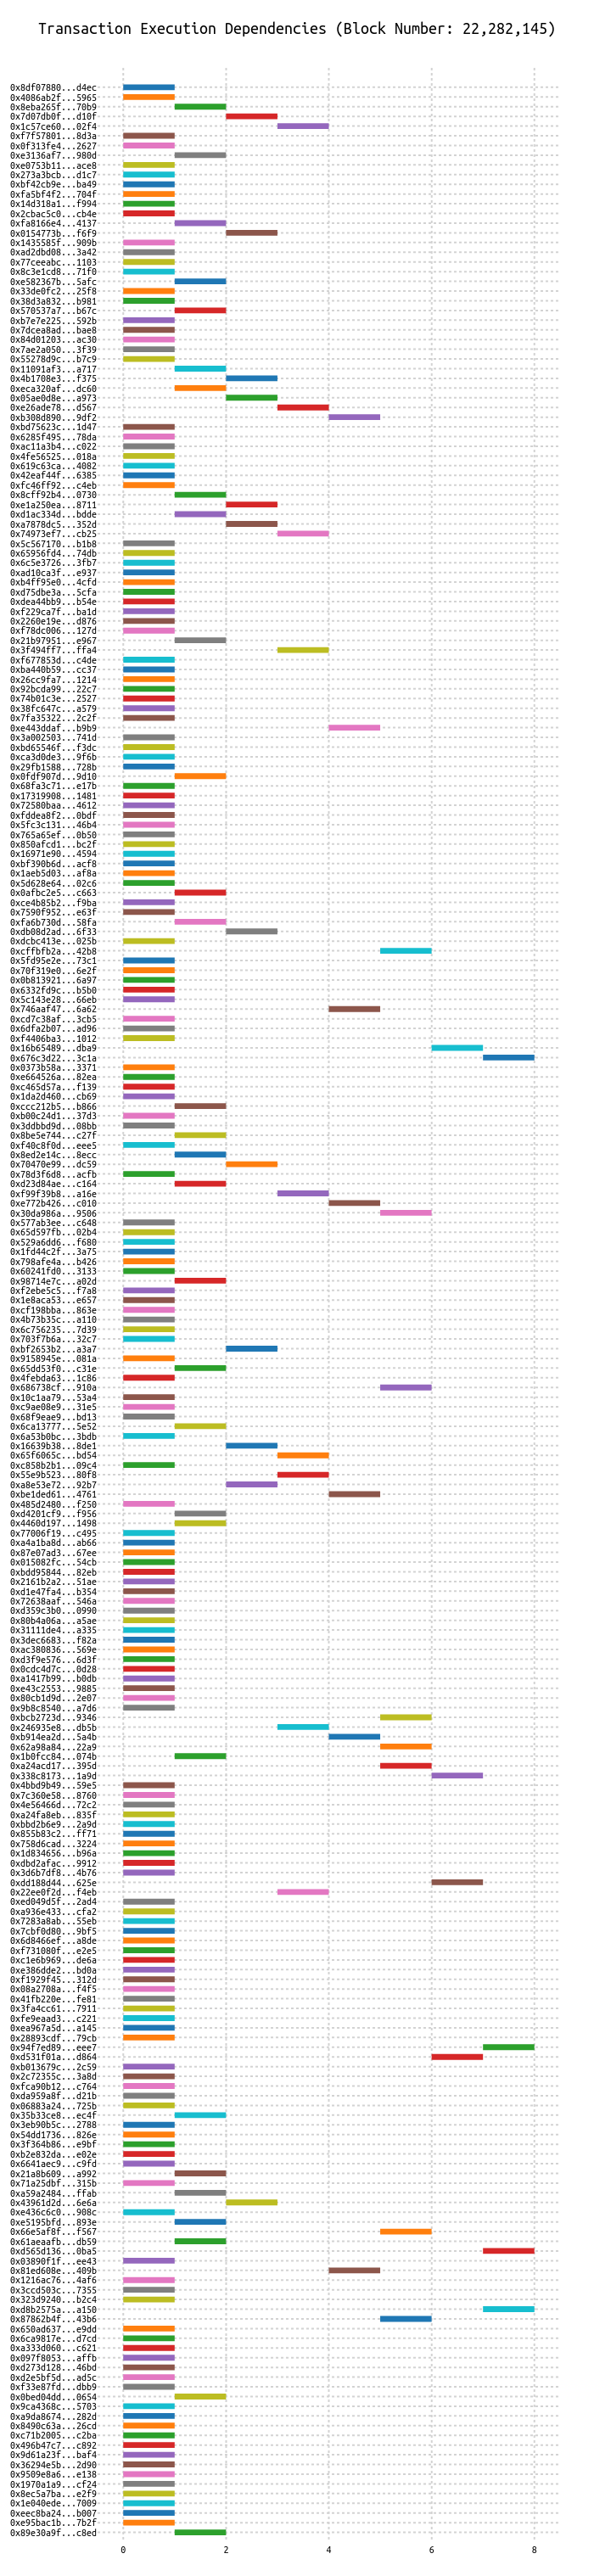 Transaction Execution Dependencies (Block Number: 22,282,145)
0x8df07880...d4ec
0x4086ab2f...5965
0x8eba265f...70b9
0x7d07db0f...d10f
0x1c57ce60...02f4
0xf7f57801...8d3a
0x0f313fe4...2627
0xe3136af7...980d
0xe0753b11...ace8
0x273a3bcb...d1c7
0xbf42cb9e...ba49
0xfa5bf4f2...704f
0x14d318a1...f994
0x2cbac5c0...cb4e
0xfa8166e4...4137
0x0154773b...f6f9
0x1435585f...909b
0xad2dbd08...3a42
0x77ceeabc...1103
0x8c3e1cd8...71f0
0xe582367b...5afc
0x33de0fc2...25f8
0x38d3a832...b981
0x570537a7...b67c
0xb7e7e225...592b
0x7dcea8ad...bae8
0x84d01203...ac30
0x7ae2a050...3f39
0x55278d9c...b7c9
0x11091af3...a717
0x4b1708e3...f375
0xeca320af...dc60
0x05ae0d8e...a973
0xe26ade78...d567
0xb308d890...9df2
0xbd75623c...1d47
0x6285f495...78da
0xac11a3b4...c022
0x4fe56525...018a
0x619c63ca...4082
0x42eaf44f...6385
0xfc46ff92...c4eb
0x8cff92b4...0730
0xe1a250ea...8711
0xd1ac334d...bdde
0xa7878dc5...352d
0x74973ef7...cb25
0x5c567170...b1b8
0x65956fd4...74db
0x6c5e3726...3fb7
0xad10ca3f...e937
0xb4ff95e0...4cfd
0xd75dbe3a...5cfa
0xdea44bb9...b54e
0xf229ca7f...ba1d
0x2260e19e...d876
0xf78dc006...127d
0x21b97951...e967
0x3f494ff7...ffa4
0xf677853d...c4de
0xba440b59...cc37
0x26cc9fa7...1214
0x92bcda99...22c7
0x74b01c3e...2527
0x38fc647c...a579
0x7fa35322...2c2f
0xe443ddaf...b9b9
0x3a002503...741d
0xbd65546f...f3dc
0xca3d0de3...9f6b
0x29fb1588...728b
0x0fdf907d...9d10
0x68fa3c71...e17b
0x17319908...1481
0x72580baa...4612
0xfddea8f2...0bdf
0x5fc3c131...46b4
0x765a65ef...0b50
0x850afcd1...bc2f
0x16971e90...4594
0xbf390b6d...acf8
0x1aeb5d03...af8a
0x5d628e64...02c6
0x0afbc2e5...c663
0xce4b85b2...f9ba
0x7590f952...e63f
0xfa6b730d...58fa
0xdb08d2ad...6f33
0xdcbc413e...025b
0xcffbfb2a...42b8
0x5fd95e2e...73c1
0x70f319e0...6e2f
0x0b813921...6a97
0x6332fd9c...b5b0
0x5c143e28...66eb
0x746aaf47...6a62
0xcd7c38af...3cb5
0x6dfa2b07...ad96
0xf4406ba3...1012
0x16b65489...dba9
0x676c3d22...3c1a
0x0373b58a...3371
0xe664526a...82ea
0xc465d57a...f139
0x1da2d460...cb69
0xccc212b5...b866
0xb00c24d1...37d3
0x3ddbbd9d...08bb
0x8be5e744...c27f
0xf40c8f0d...eee5
0x8ed2e14c...8ecc
0x70470e99...dc59
0x78d3f6d8...acfb
0xd23d84ae...c164
0xf99f39b8...a16e
0xe772b426...c010
0x30da986a...9506
0x577ab3ee...c648
0x65d597fb...02b4
0x529a6dd6...f680
0x1fd44c2f...3a75
0x798afe4a...b426
0x60241fd0...3133
0x98714e7c...a02d
0xf2ebe5c5...f7a8
0x1e8aca53...e657
0xcf198bba...863e
0x4b73b35c...a110
0x6c756235...7d39
0x703f7b6a...32c7
0xbf2653b2...a3a7
0x9158945e...081a
0x65dd53f0...c31e
0x4febda63...1c86
0x686738cf...910a
0x10c1aa79...53a4
0xc9ae08e9...31e5
0x68f9eae9...bd13
0x6ca13777...5e52
0x6a53b0bc...3bdb
0x16639b38...8de1
0x65f6065c...bd54
0xc858b2b1...09c4
0x55e9b523...80f8
0xa8e53e72...92b7
0xbe1ded61...4761
0x485d2480...f250
0xd4201cf9...f956
0x4460d197...1498
0x77006f19...c495
0xa4a1ba8d...ab66
0x87e07ad3...67ee
0x015082fc...54cb
0xbdd95844...82eb
0x2161b2a2...51ae
0xd1e47fa4...b354
0x72638aaf...546a
0xd359c3b0...0990
0x80b4a06a...a5ae
0x31111de4...a335
0x3dec6683...f82a
0xac380836...569e
0xd3f9e576...6d3f
0x0cdc4d7c...0d28
0xa1417b99...b0db
0xe43c2553...9885
0x80cb1d9d...2e07
0x9b8c8540...a7d6
0xbcb2723d...9346
0x246935e8...db5b
0xb914ea2d...5a4b
0x62a98a84...22a9
0x1b0fcc84...074b
0xa24acd17...395d
0x338c8173...1a9d
0x4bbd9b49...59e5
0x7c360e58...8760
0x4e56466d...72c2
0xa24fa8eb...835f
0xbbd2b6e9...2a9d
0x855b83c2...ff71
0x758d6cad...3224
0x1d834656...b96a
0xdbd2afac...9912
0x3d6b7df8...4b76
0xdd188d44...625e
0x22ee0f2d...f4eb
0xed049d5f...2ad4
0xa936e433...cfa2
0x7283a8ab...55eb
0x7cbf0d80...9bf5
0x6d8466ef...a8de
0xf731080f...e2e5
0xc1e6b969...de6a
0xe386dde2...bd0a
0xf1929f45...312d
0x08a2708a...f4f5
0x41fb220e...fe81
0x3fa4cc61...7911
0xfe9eaad3...c221
0xea967a5d...a145
0x28893cdf...79cb
0x94f7ed89...eee7
0xd531f01a...d864
0xb013679c...2c59
0x2c72355c...3a8d
0xfca90b12...c764
0xda959a8f...d21b
0x06883a24...725b
0x35b33ce8...ec4f
0x3eb90b5c...2788
0x54dd1736...826e
0x3f364b86...e9bf
0xb2e832da...e02e
0x6641aec9...c9fd
0x21a8b609...a992
0x71a25dbf...315b
0xa59a2484...ffab
0x43961d2d...6e6a
0xe436c6c0...908c
0xe5195bfd...893e
0x66e5af8f...f567
0x61aeaafb...db59
0xd565d136...0ba5
0x03890f1f...ee43
0x81ed608e...409b
0x1216ac76...4af6
0x3ccd503c...7355
0x323d9240...b2c4
0xd8b2575a...a150
0x87862b4f...43b6
0x650ad637...e9dd
0x6ca9817e...d7cd
0xa333d060...c621
0x097f8053...affb
0xd273d128...46bd
0xd2e5bf5d...ad5c
0xf33e87fd...dbb9
0x0bed04dd...0654
0x9ca4368c...5703
0xa9da8674...282d
0x8490c63a...26cd
0xc71b2005...c2ba
0x496b47c7...c892
0x9d61a23f...baf4
0x36294e5b...2d90
0x9509e8a6...e138
0x1970a1a9...cf24
0x8ec5a7ba...e2f9
0x1e040ede...7009
0xeec8ba24...b007
0xe95bac1b...7b2f
0x89e30a9f...c8ed
0 2 4 6 8